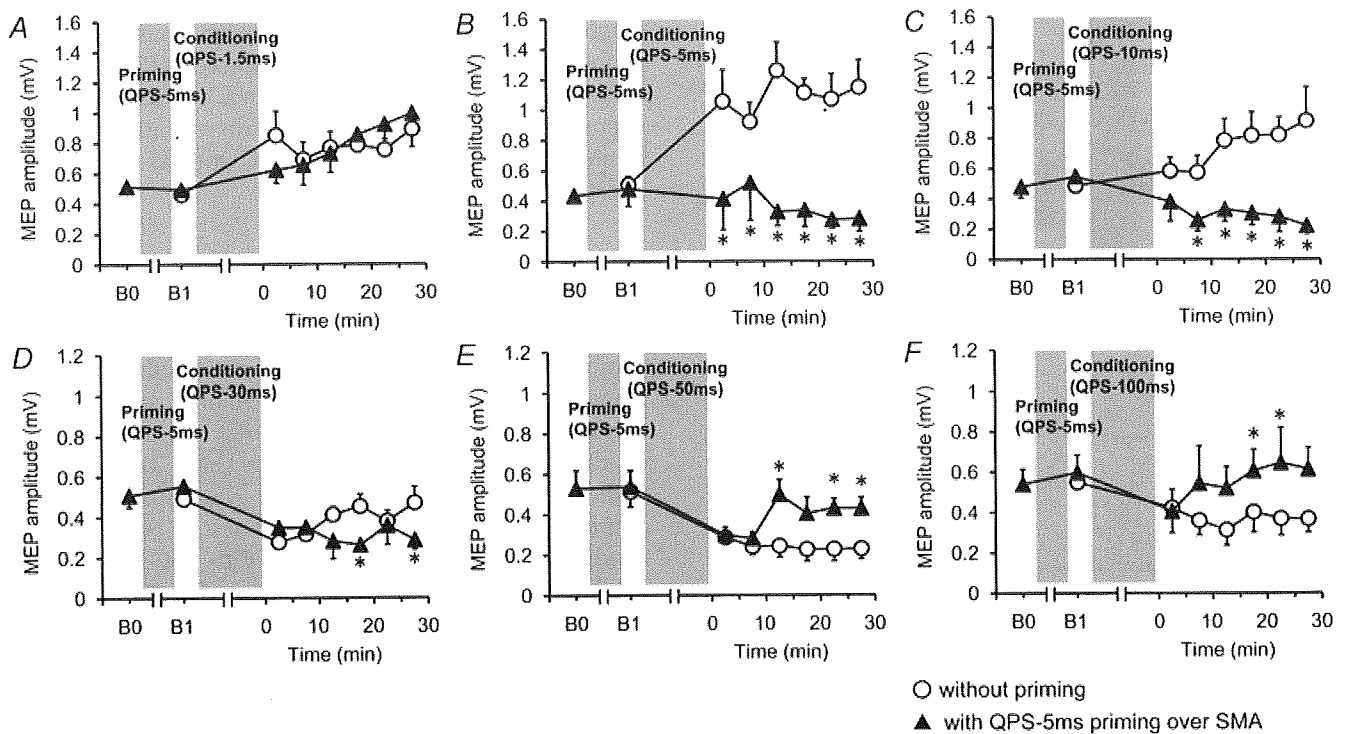 A
1.6
1.4
1.2
1
0.8
0.6
0.4
0.2
0
MEP amplitude (mV)
Priming
(QPS-5ms)
Conditioning
(QPS-1.5ms)
B0
B1
0
10
20
30
Time (min)
B
1.6
1.4
1.2
1
0.8
0.6
0.4
0.2
0
MEP amplitude (mV)
Priming
(QPS-5ms)
Conditioning
(QPS-5ms)
* * * * * *
B0
B1
0
10
20
30
Time (min)
C
1.6
1.4
1.2
1
0.8
0.6
0.4
0.2
0
MEP amplitude (mV)
Priming
(QPS-5ms)
Conditioning
(QPS-10ms)
* * * * *
B0
B1
0
10
20
30
Time (min)
D
1.2
1
0.8
0.6
0.4
0.2
0
MEP amplitude (mV)
Priming
(QPS-5ms)
Conditioning
(QPS-30ms)
* *
B0
B1
0
10
20
30
Time (min)
E
1.2
1
0.8
0.6
0.4
0.2
0
MEP amplitude (mV)
Priming
(QPS-5ms)
Conditioning
(QPS-50ms)
* * *
B0
B1
0
10
20
30
Time (min)
F
1.2
1
0.8
0.6
0.4
0.2
0
MEP amplitude (mV)
Priming
(QPS-5ms)
Conditioning
(QPS-100ms)
* *
B0
B1
0
10
20
30
Time (min)
without priming
with QPS-5ms priming over SMA